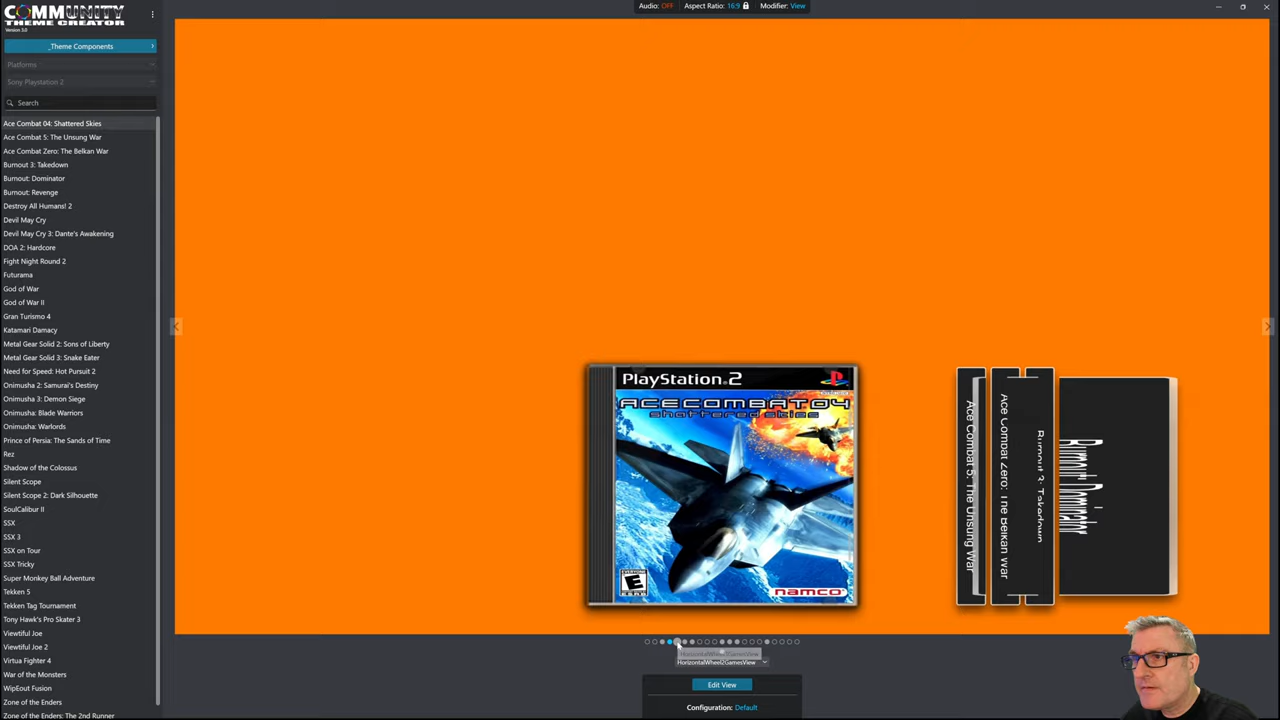 COMMUNITY
THEME CREATOR
Version 3.0
Audio: OFF
Aspect Ratio: 16:9
Modifier: View
_Theme Components
Platforms
Sony Playstation 2
Search
Ace Combat 04: Shattered Skies
Ace Combat 5: The Unsung War
Ace Combat Zero: The Belkan War
Burnout 3: Takedown
Burnout: Dominator
Burnout: Revenge
Destroy All Humans! 2
Devil May Cry
Devil May Cry 3: Dante's Awakening
DOA 2: Hardcore
Fight Night Round 2
Futurama
God of War
God of War II
Gran Turismo 4
Katamari Damacy
Metal Gear Solid 2: Sons of Liberty
Metal Gear Solid 3: Snake Eater
Need for Speed: Hot Pursuit 2
Onimusha 2: Samurai's Destiny
Onimusha 3: Demon Siege
Onimusha: Blade Warriors
Onimusha: Warlords
Prince of Persia: The Sands of Time
Rez
Shadow of the Colossus
Silent Scope
Silent Scope 2: Dark Silhouette
SoulCalibur II
SSX
SSX 3
SSX on Tour
SSX Tricky
Super Monkey Ball Adventure
Tekken 5
Tekken Tag Tournament
Tony Hawk's Pro Skater 3
Viewtiful Joe
Viewtiful Joe 2
Virtua Fighter 4
War of the Monsters
WipEout Fusion
Zone of the Enders
Zone of the Enders: The 2nd Runner
PlayStation 2
ACECOMBAT04
shattered skies
EVERYONE
E
ESRB
namco
Ace Combat 5: The Unsung War
Ace Combat Zero: The Belkan War
Burnout 3: Takedown
Burnout: Dominator
HorizontalWheel2GamesView
Edit View
Configuration: Default